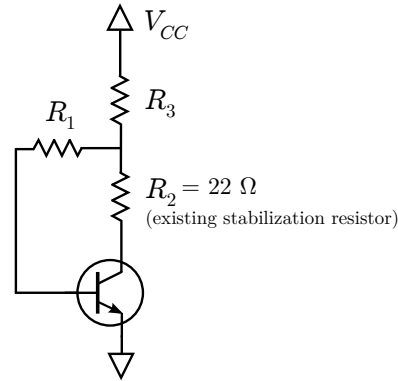 V_CC
R_1
R_3
R_2 = 22 Ω
(existing stabilization resistor)